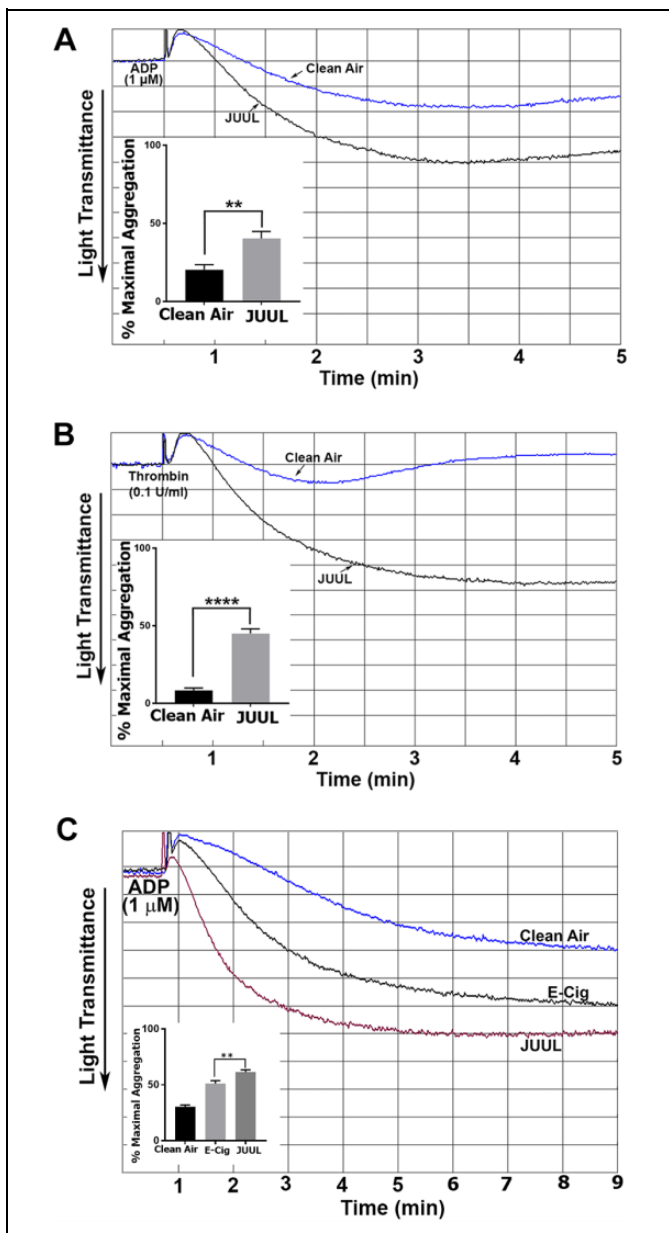 A
ADP
(1 µM)
Clean Air
JUUL
Light Transmittance
% Maximal Aggregation
100
50
0
**
Clean Air JUUL
1 2 3 4 5
Time (min)
B
Thrombin
(0.1 U/ml)
Clean Air
JUUL
Light Transmittance
% Maximal Aggregation
100
50
0
****
Clean Air JUUL
1 2 3 4 5
Time (min)
C
ADP
(1 µM)
Clean Air
E-Cig
JUUL
Light Transmittance
% Maximal Aggregation
100
50
0
**
Clean Air E-Cig JUUL
1 2 3 4 5 6 7 8 9
Time (min)